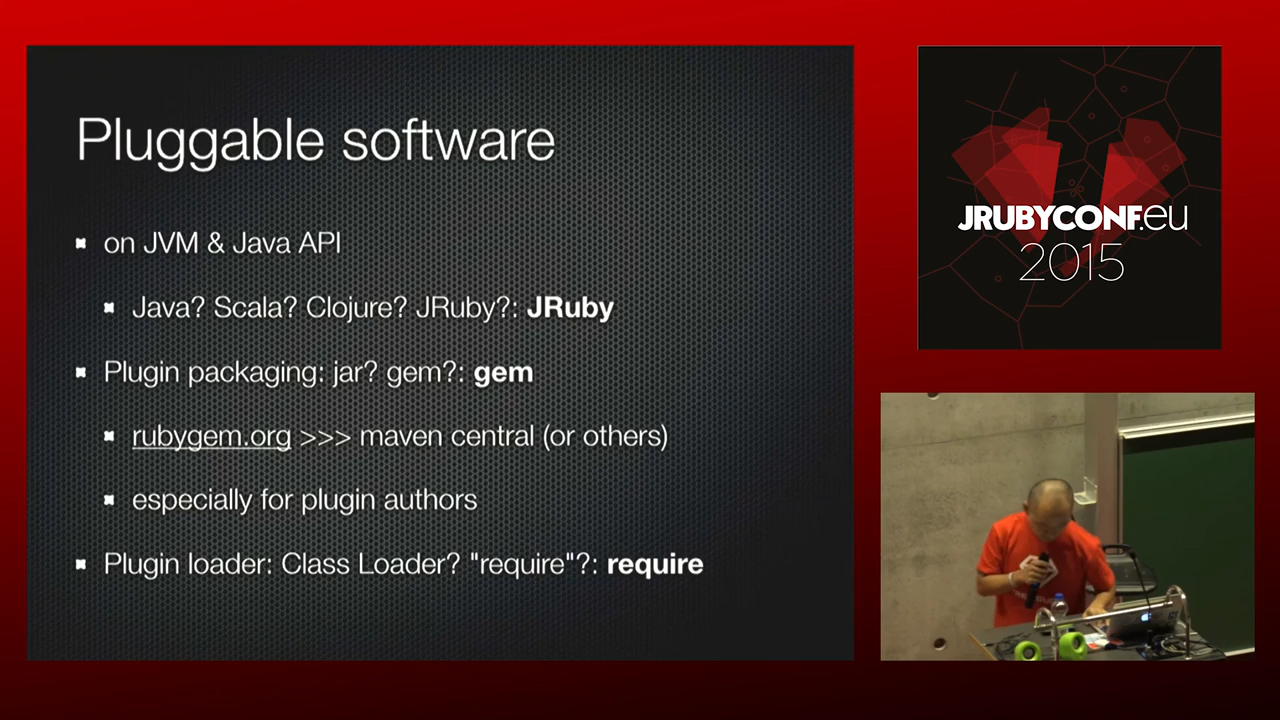 Pluggable software
on JVM & Java API
Java? Scala? Clojure? JRuby?: JRuby
Plugin packaging: jar? gem?: gem
rubygem.org >>> maven central (or others)
especially for plugin authors
Plugin loader: Class Loader? "require"?: require
JRUBYCONF.eu
2015